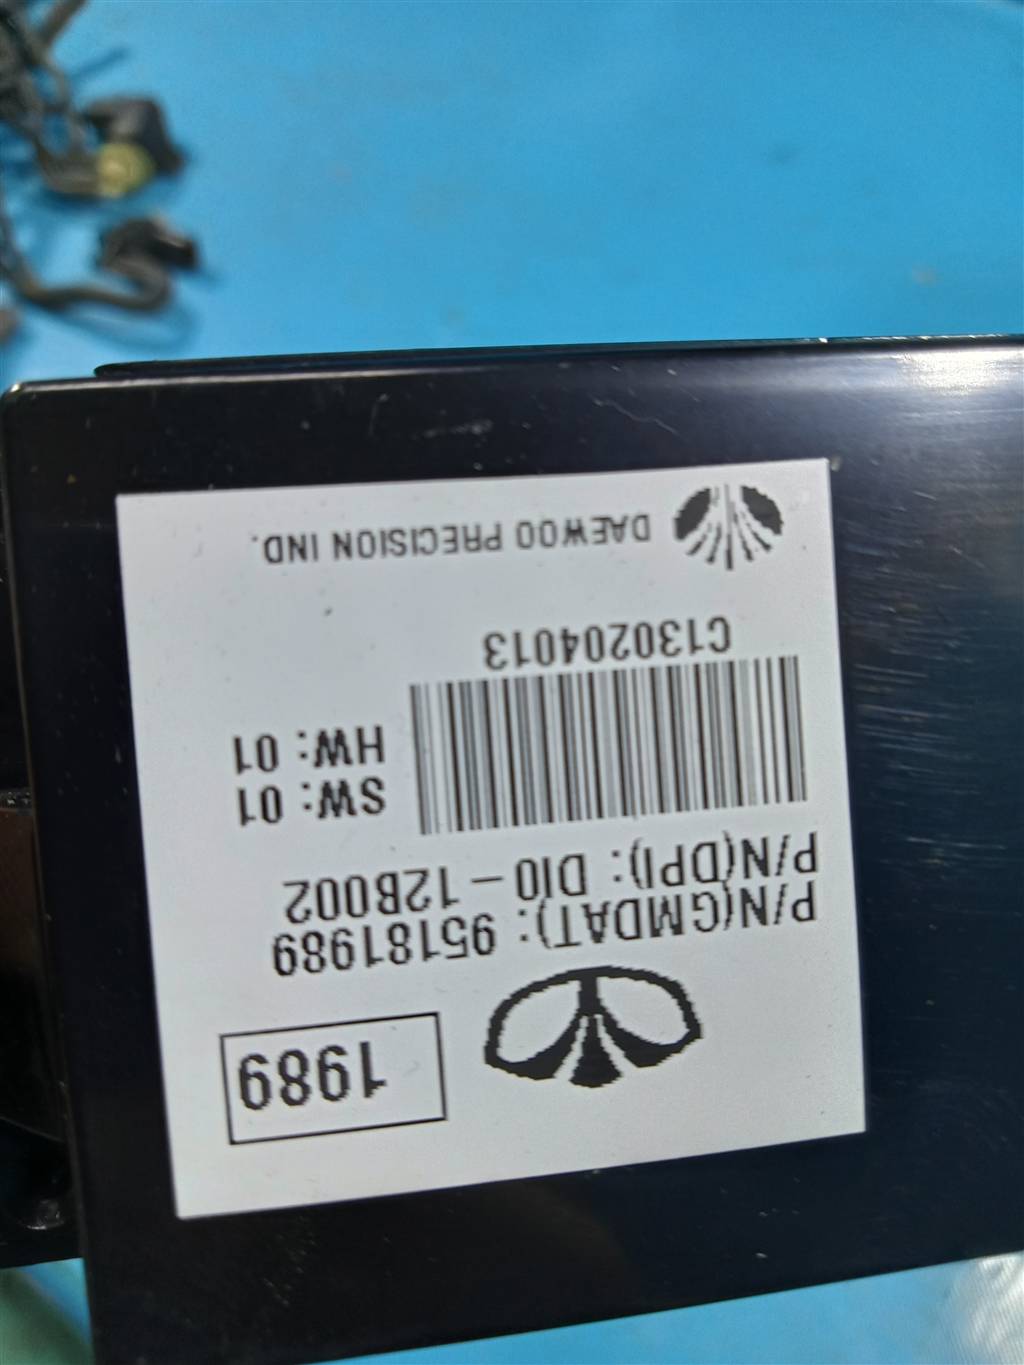 1989
P/N(GMDAT): 95181989
P/N(DPI): DI0-12B002
SW: 01
HW: 01
C130204013
DAEWOO PRECISION IND.